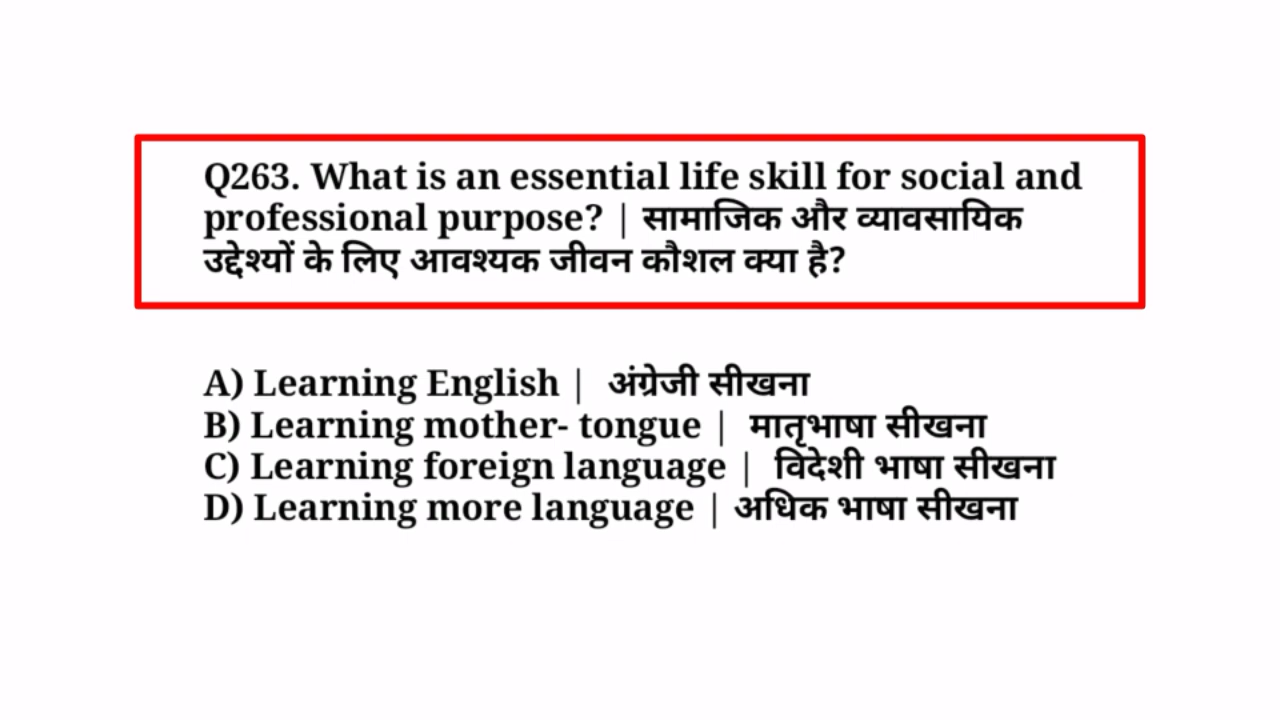 Q263. What is an essential life skill for social and
professional purpose? | सामाजिक और व्यावसायिक
उद्देश्यों के लिए आवश्यक जीवन कौशल क्या है?
A) Learning English | अंग्रेजी सीखना
B) Learning mother- tongue | मातृभाषा सीखना
C) Learning foreign language | विदेशी भाषा सीखना
D) Learning more language | अधिक भाषा सीखना